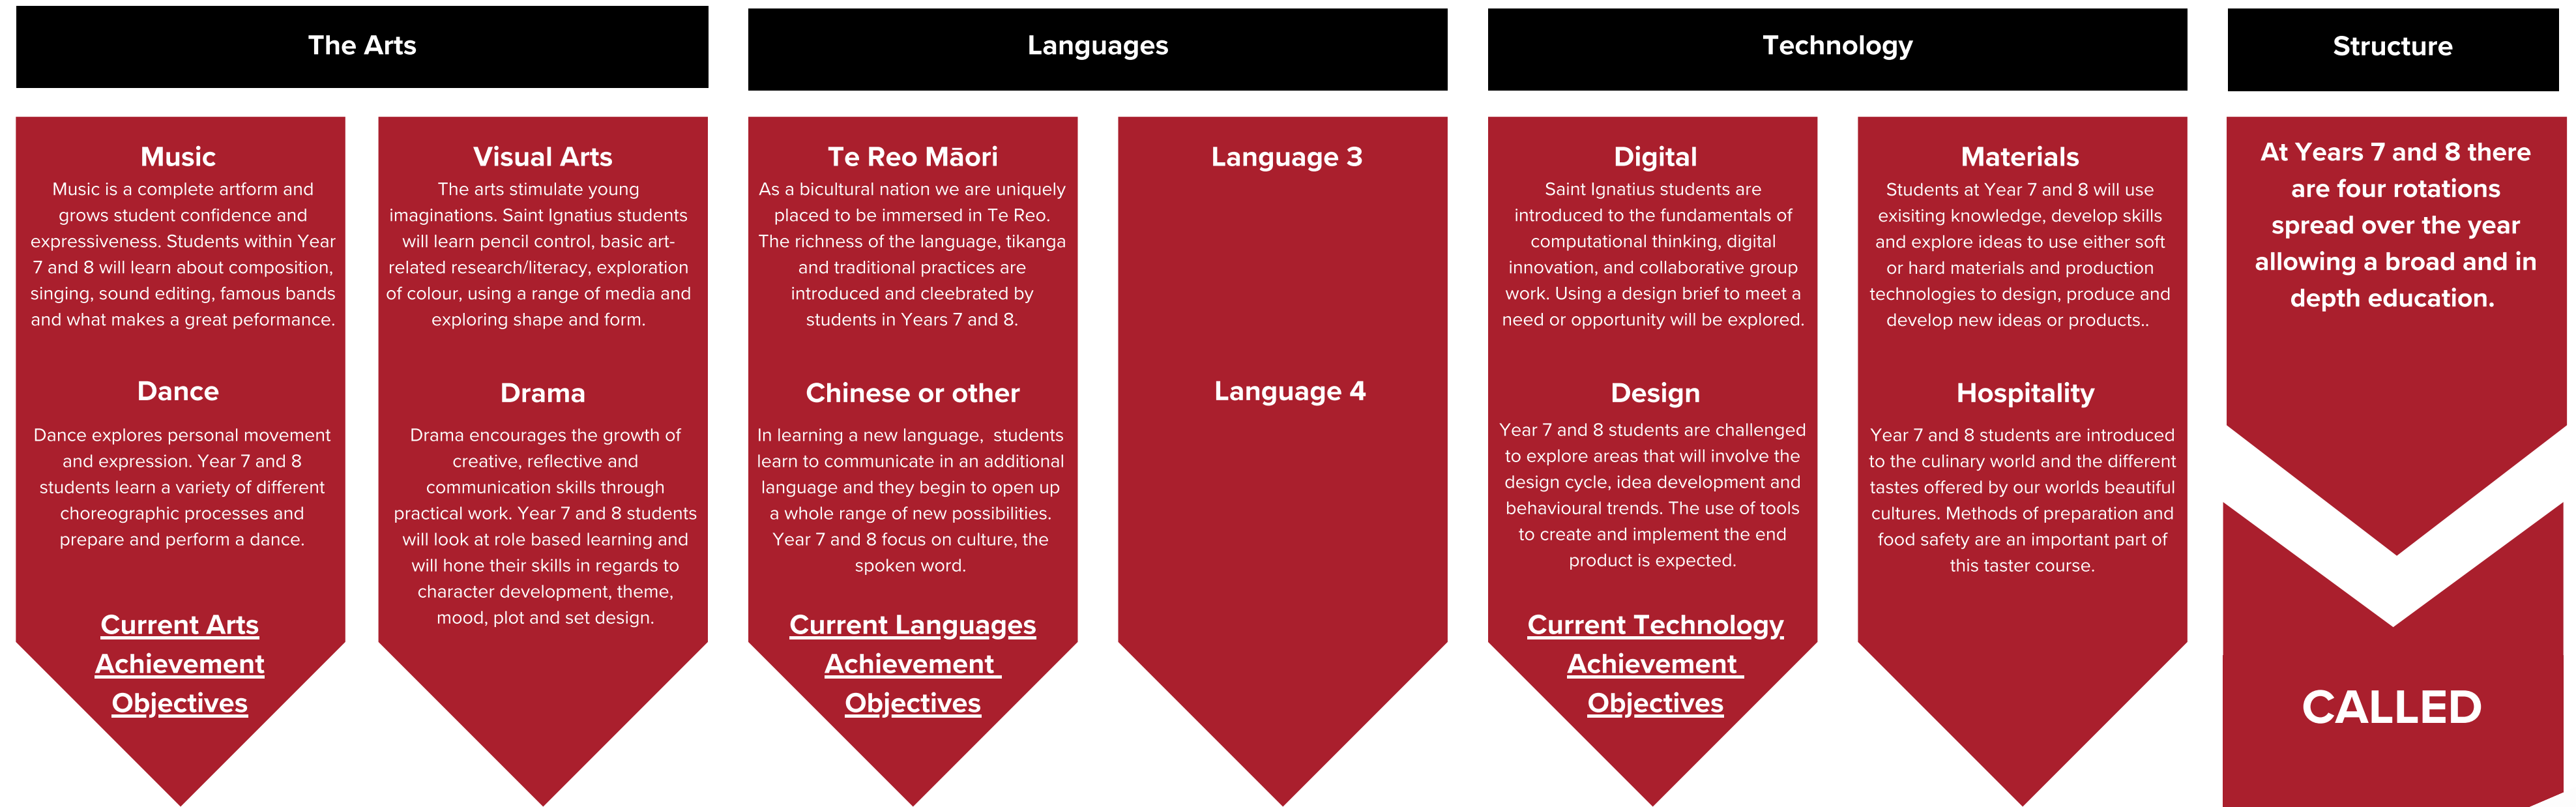 The Arts
Music
Music is a complete artform and
grows student confidence and
expressiveness. Students within Year
7 and 8 will learn about composition,
singing, sound editing, famous bands
and what makes a great peformance.
Dance
Dance explores personal movement
and expression. Year 7 and 8
students learn a variety of different
choreographic processes and
prepare and perform a dance.
Current Arts
Achievement
Objectives
Visual Arts
The arts stimulate young
imaginations. Saint Ignatius students
will learn pencil control, basic art-
related research/literacy, exploration
of colour, using a range of media and
exploring shape and form.
Drama
Drama encourages the growth of
creative, reflective and
communication skills through
practical work. Year 7 and 8 students
will look at role based learning and
will hone their skills in regards to
character development, theme,
mood, plot and set design.
Languages
Te Reo Māori
As a bicultural nation we are uniquely
placed to be immersed in Te Reo.
The richness of the language, tikanga
and traditional practices are
introduced and cleebrated by
students in Years 7 and 8.
Chinese or other
In learning a new language, students
learn to communicate in an additional
language and they begin to open up
a whole range of new possibilities.
Year 7 and 8 focus on culture, the
spoken word.
Current Languages
Achievement
Objectives
Language 3
Language 4
Technology
Digital
Saint Ignatius students are
introduced to the fundamentals of
computational thinking, digital
innovation, and collaborative group
work. Using a design brief to meet a
need or opportunity will be explored.
Design
Year 7 and 8 students are challenged
to explore areas that will involve the
design cycle, idea development and
behavioural trends. The use of tools
to create and implement the end
product is expected.
Current Technology
Achievement
Objectives
Materials
Students at Year 7 and 8 will use
exisiting knowledge, develop skills
and explore ideas to use either soft
or hard materials and production
technologies to design, produce and
develop new ideas or products..
Hospitality
Year 7 and 8 students are introduced
to the culinary world and the different
tastes offered by our worlds beautiful
cultures. Methods of preparation and
food safety are an important part of
this taster course.
Structure
At Years 7 and 8 there
are four rotations
spread over the year
allowing a broad and in
depth education.
CALLED